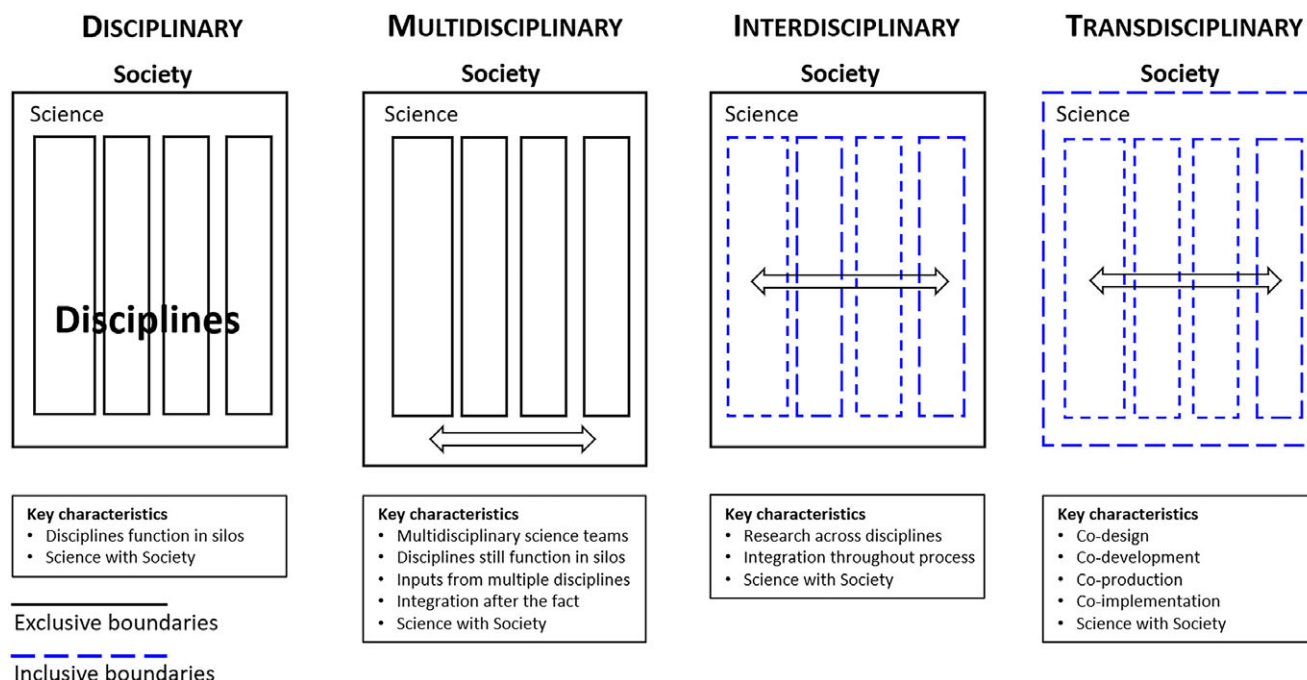 DISCIPLINARY
Society
Science
Disciplines
Key characteristics
• Disciplines function in silos
• Science with Society
Exclusive boundaries
Inclusive boundaries
MULTIDISCIPLINARY
Society
Science
Key characteristics
• Multidisciplinary science teams
• Disciplines still function in silos
• Inputs from multiple disciplines
• Integration after the fact
• Science with Society
INTERDISCIPLINARY
Society
Science
Key characteristics
• Research across disciplines
• Integration throughout process
• Science with Society
TRANSDISCIPLINARY
Society
Science
Key characteristics
• Co-design
• Co-development
• Co-production
• Co-implementation
• Science with Society